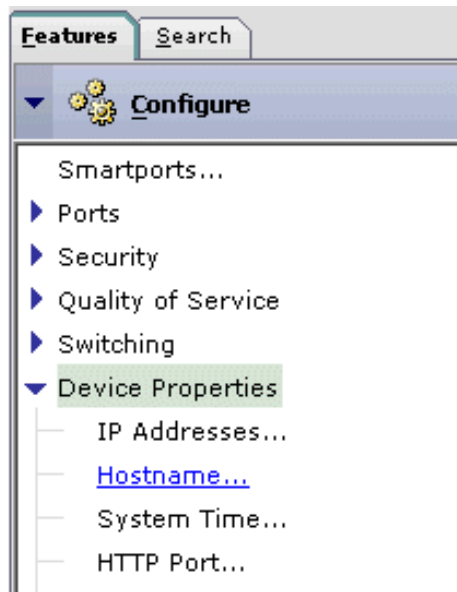 Features Search
Configure
Smartports...
Ports
Security
Quality of Service
Switching
Device Properties
IP Addresses...
Hostname...
System Time...
HTTP Port...